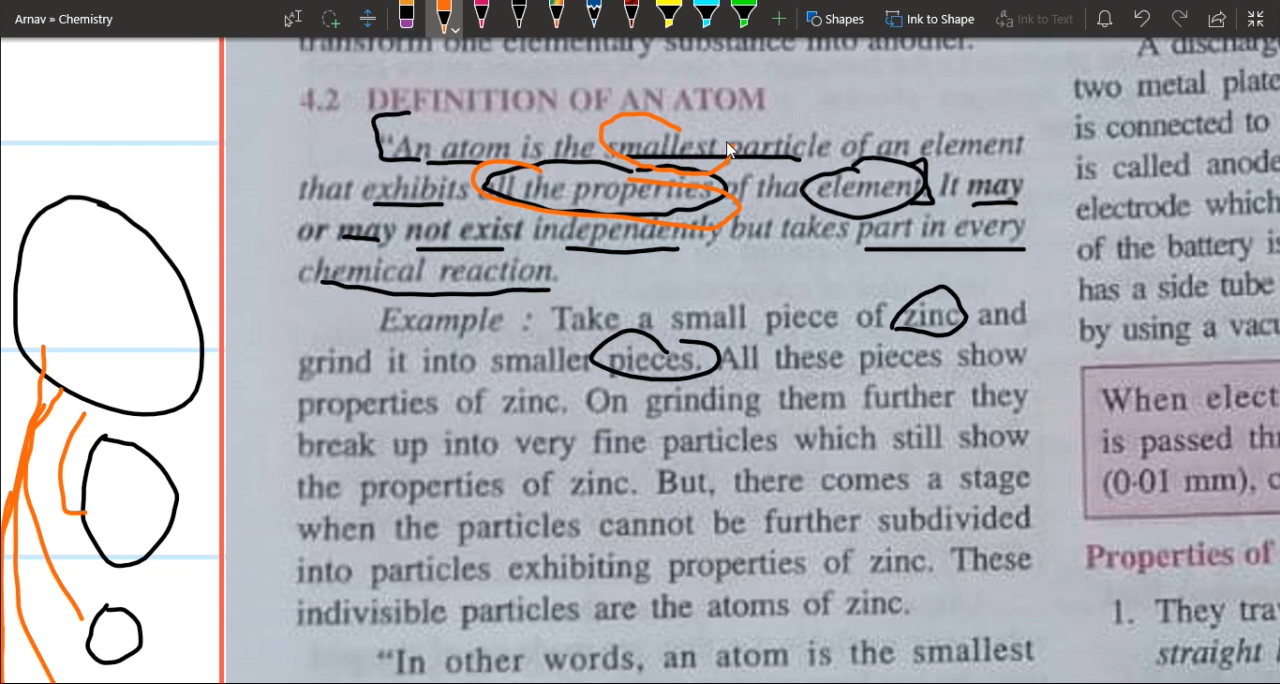 Arnav » Chemistry
Shapes
Ink to Shape
Ink to Text
transform one elementary substance into another.
4.2 DEFINITION OF AN ATOM
"An atom is the smallest particle of an element
that exhibits all the properties of that element. It may
or may not exist independently but takes part in every
chemical reaction.
Example : Take a small piece of zinc and
grind it into smaller pieces. All these pieces show
properties of zinc. On grinding them further they
break up into very fine particles which still show
the properties of zinc. But, there comes a stage
when the particles cannot be further subdivided
into particles exhibiting properties of zinc. These
indivisible particles are the atoms of zinc.
"In other words, an atom is the smallest
A discharg
two metal plate
is connected to
is called anode
electrode which
of the battery is
has a side tube
by using a vacu
When elect
is passed thr
(0·01 mm), c
Properties of
1. They tra
straight l